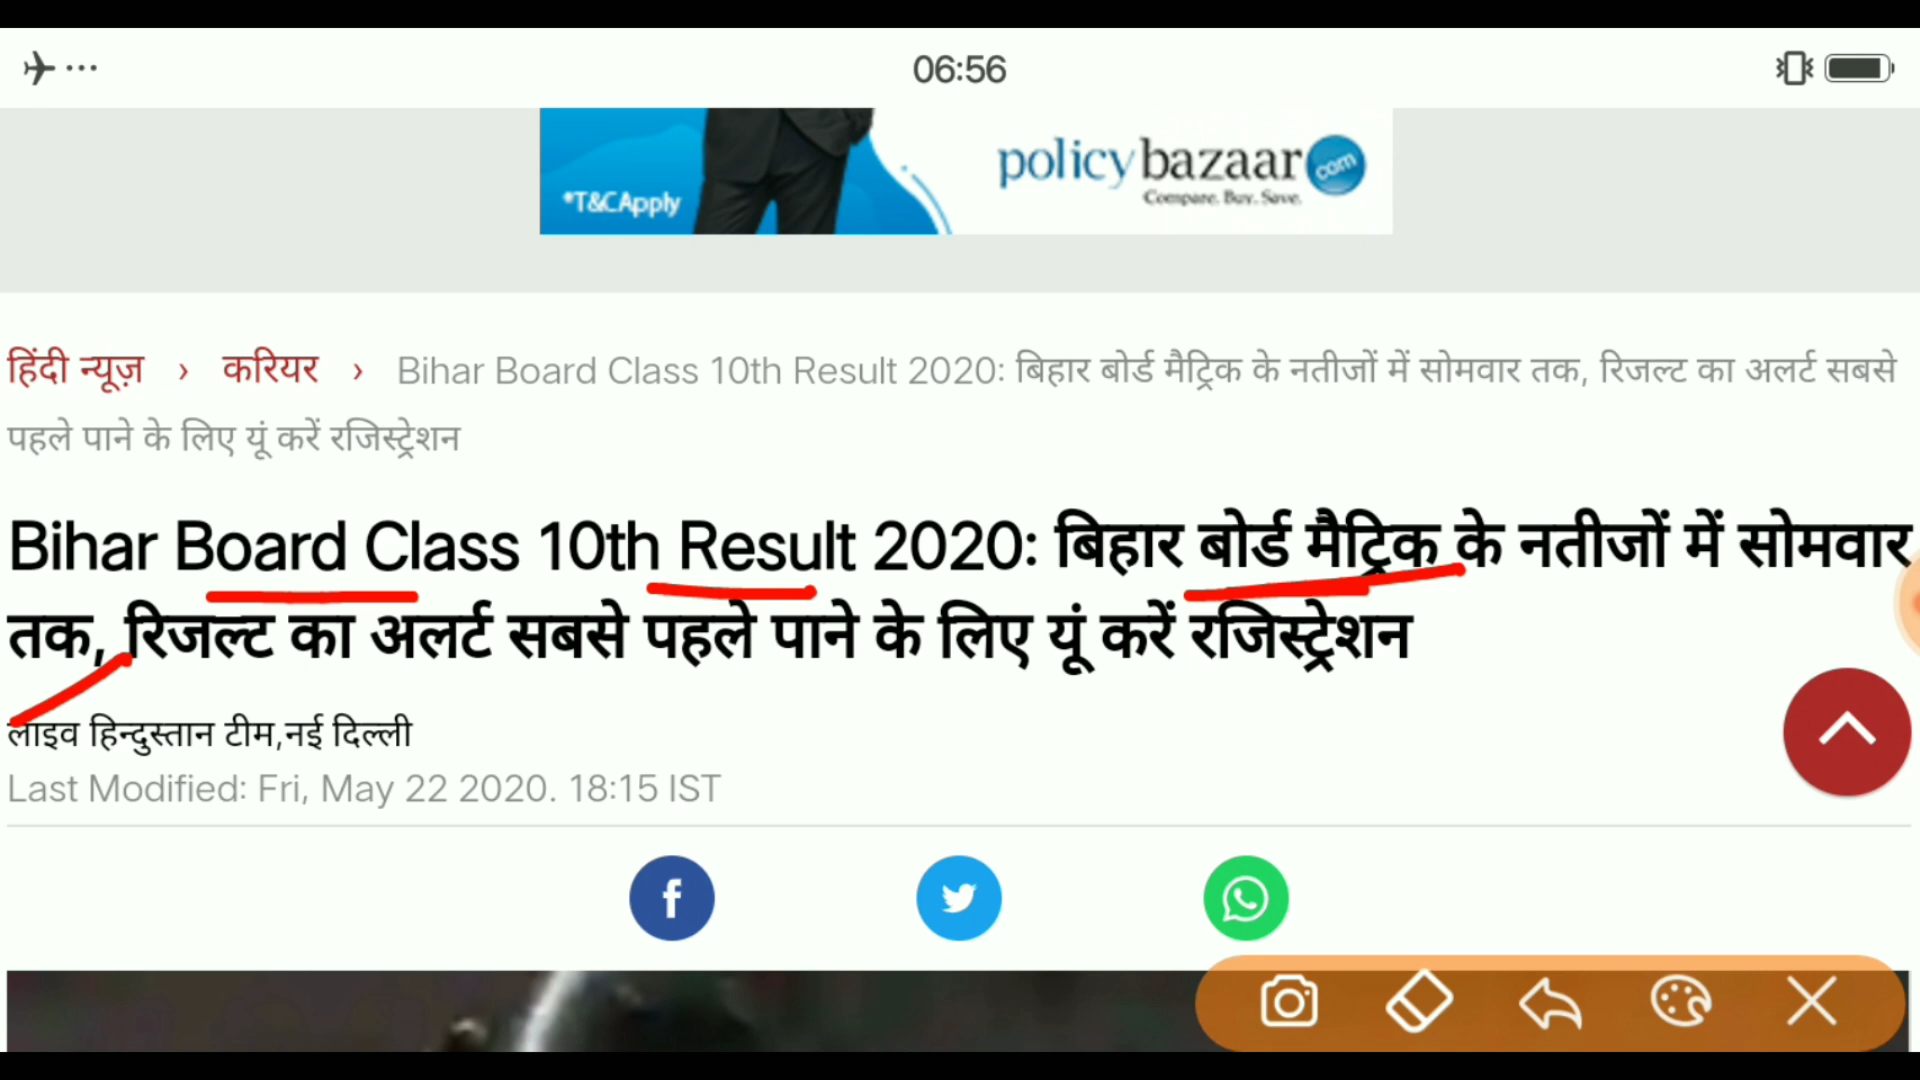 06:56
*T&C Apply
policybazaar com
Compare. Buy. Save.
हिंदी न्यूज़ › करियर › Bihar Board Class 10th Result 2020: बिहार बोर्ड मैट्रिक के नतीजों में सोमवार तक, रिजल्ट का अलर्ट सबसे
पहले पाने के लिए यूं करें रजिस्ट्रेशन
Bihar Board Class 10th Result 2020: बिहार बोर्ड मैट्रिक के नतीजों में सोमवार
तक, रिजल्ट का अलर्ट सबसे पहले पाने के लिए यूं करें रजिस्ट्रेशन
लाइव हिन्दुस्तान टीम,नई दिल्ली
Last Modified: Fri, May 22 2020. 18:15 IST